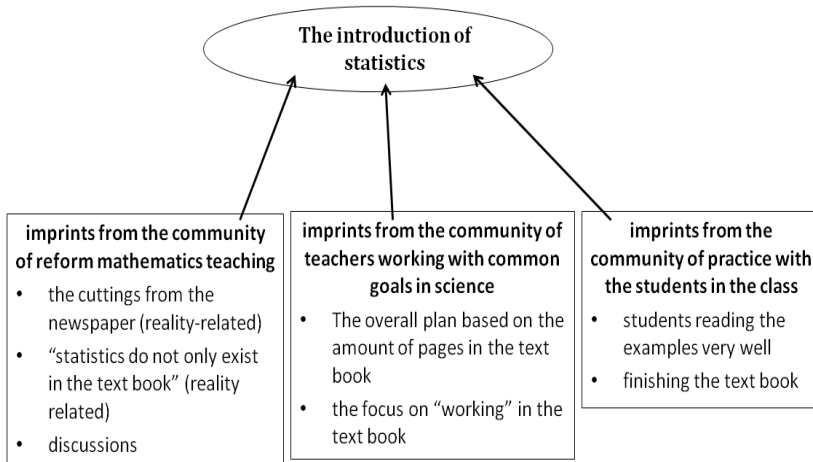 The introduction of
statistics
imprints from the community
of reform mathematics teaching
• the cuttings from the
newspaper (reality-related)
• “statistics do not only exist
in the text book” (reality
related)
• discussions
imprints from the community of
teachers working with common
goals in science
• The overall plan based on the
amount of pages in the text
book
• the focus on “working” in the
text book
imprints from the
community of practice with
the students in the class
• students reading the
examples very well
• finishing the text book